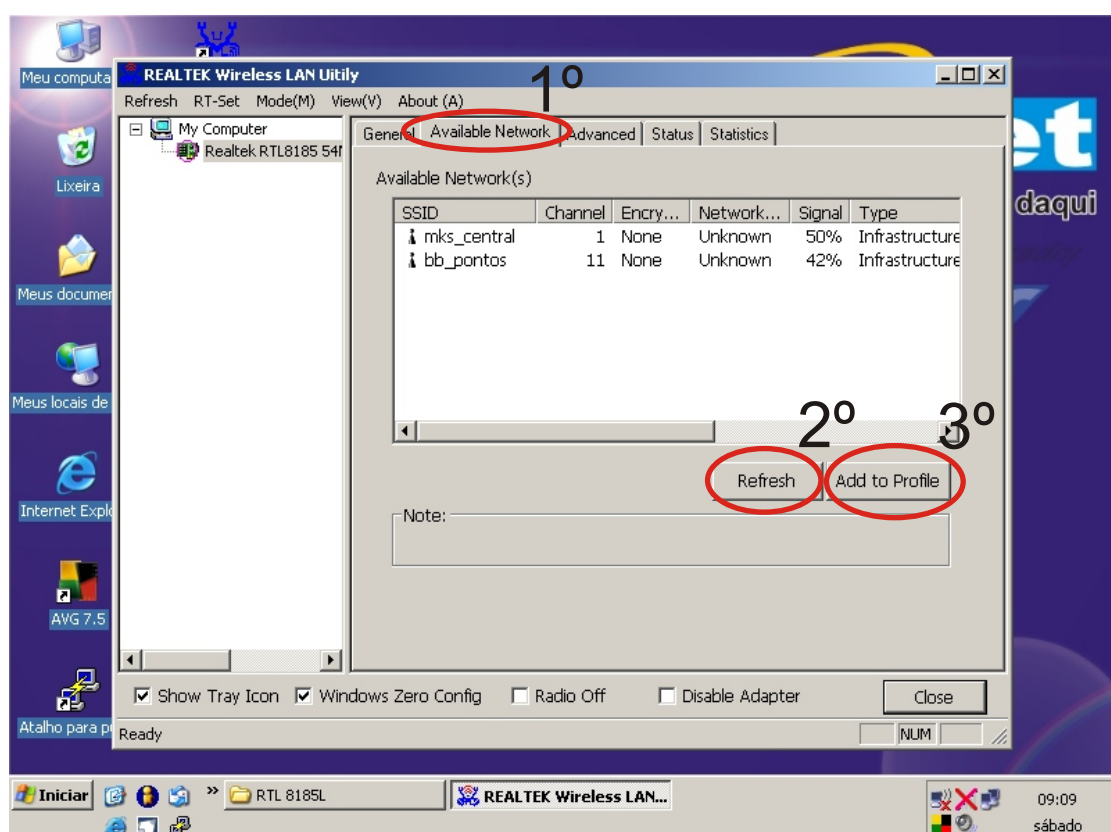 Meu computa
REALTEK Wireless LAN Uitily
1º
Refresh RT-Set Mode(M) View(V) About (A)
My Computer
Realtek RTL8185 54
General Available Network Advanced Status Statistics
et
Lixeira
Available Network(s)
daqui
SSID Channel Encry... Network... Signal Type
mks_central 1 None Unknown 50% Infrastructure
bb_pontos 11 None Unknown 42% Infrastructure
Meus documen
Meus locais de
2º 3º
Refresh Add to Profile
Internet Explo
Note:
AVG 7.5
Show Tray Icon Windows Zero Config Radio Off Disable Adapter Close
Atalho para pu
Ready NUM
Iniciar » RTL 8185L REALTEK Wireless LAN... 09:09
sábado